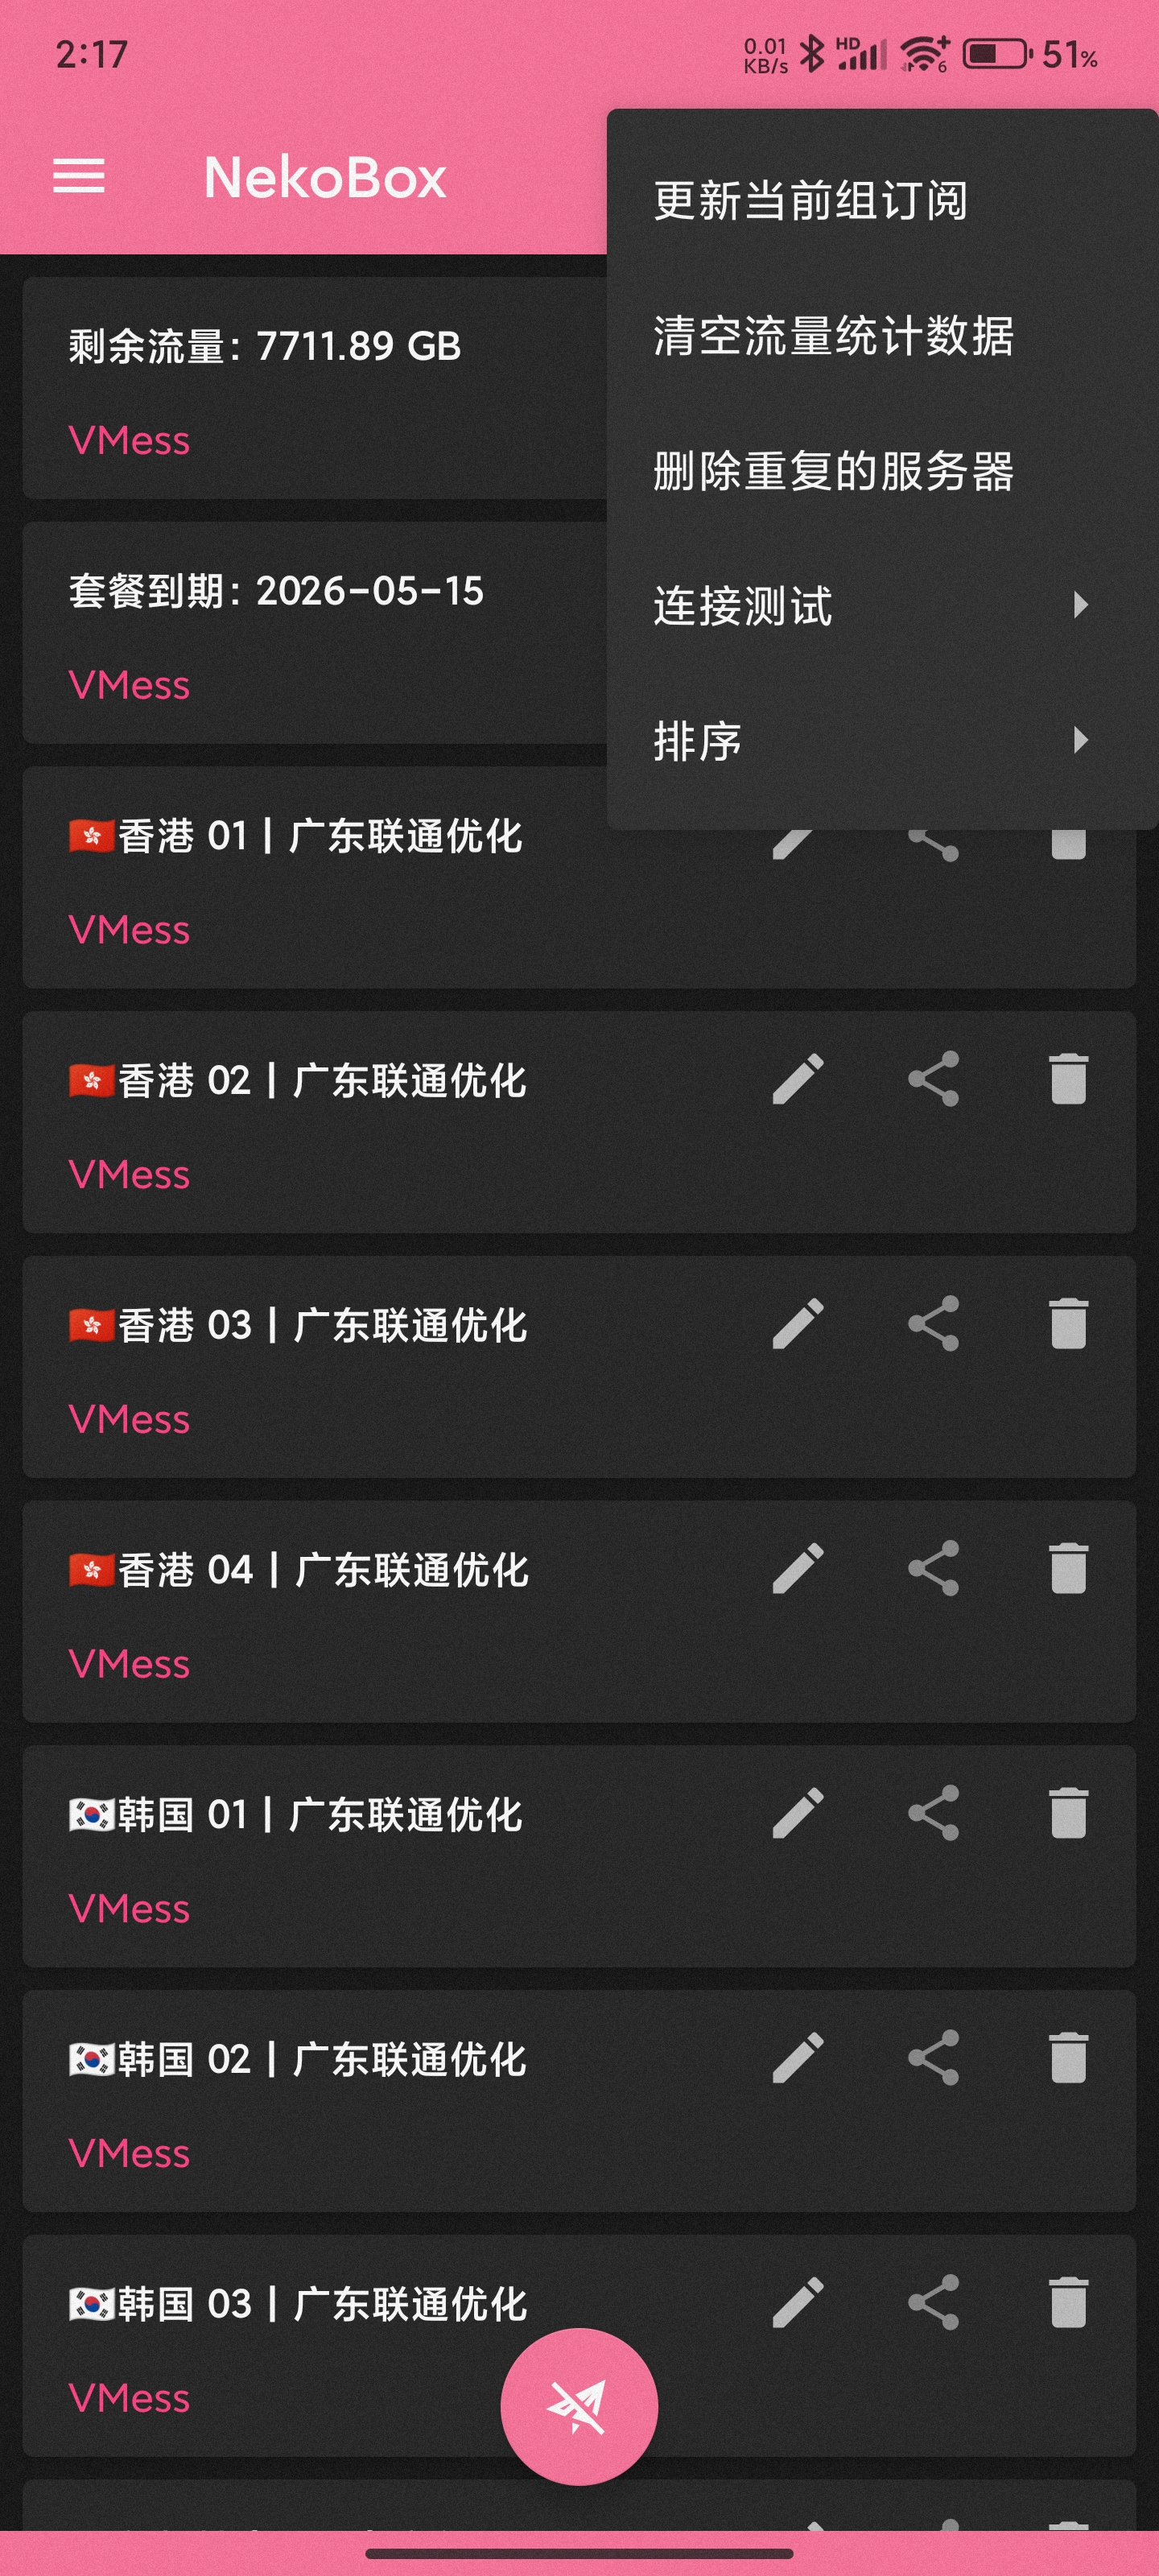 2:17
0.01 KB/s
HD
6
51%
NekoBox
更新当前组订阅
清空流量统计数据
删除重复的服务器
连接测试
排序
剩余流量: 7711.89 GB
VMess
套餐到期: 2026-05-15
VMess
香港 01 | 广东联通优化
VMess
香港 02 | 广东联通优化
VMess
香港 03 | 广东联通优化
VMess
香港 04 | 广东联通优化
VMess
韩国 01 | 广东联通优化
VMess
韩国 02 | 广东联通优化
VMess
韩国 03 | 广东联通优化
VMess